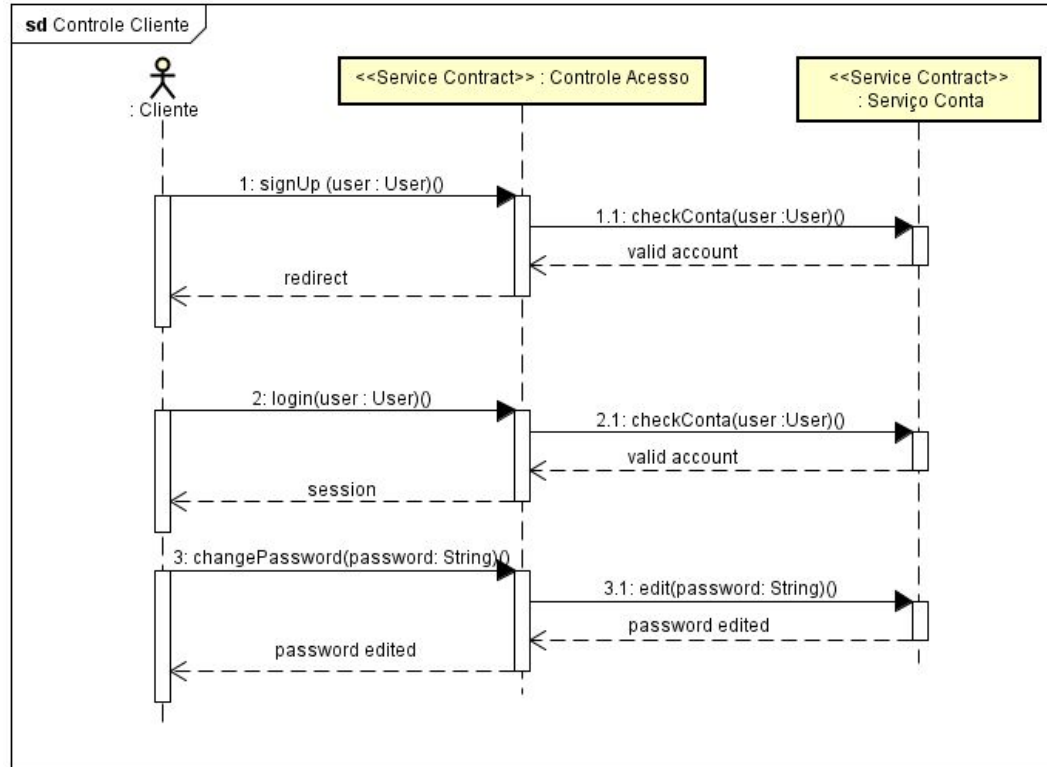 sd Controle Cliente
: Cliente
<<Service Contract>> : Controle Acesso
<<Service Contract>>
: Serviço Conta
1: signUp (user : User)()
1.1: checkConta(user :User)()
valid account
redirect
2: login(user : User)()
2.1: checkConta(user :User)()
valid account
session
3: changePassword(password: String)()
3.1: edit(password: String)()
password edited
password edited